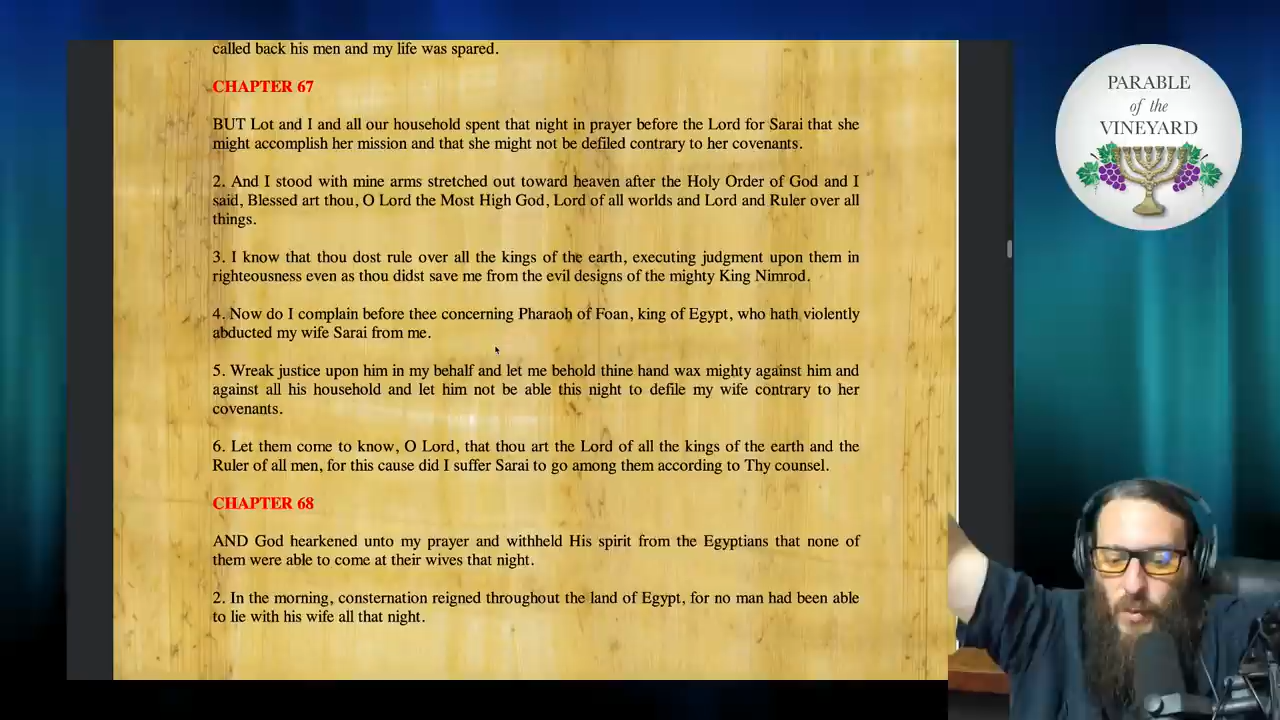 called back his men and my life was spared.
CHAPTER 67
BUT Lot and I and all our household spent that night in prayer before the Lord for Sarai that she
might accomplish her mission and that she might not be defiled contrary to her covenants.
2. And I stood with mine arms stretched out toward heaven after the Holy Order of God and I
said, Blessed art thou, O Lord the Most High God, Lord of all worlds and Lord and Ruler over all
things.
3. I know that thou dost rule over all the kings of the earth, executing judgment upon them in
righteousness even as thou didst save me from the evil designs of the mighty King Nimrod.
4. Now do I complain before thee concerning Pharaoh of Foan, king of Egypt, who hath violently
abducted my wife Sarai from me.
5. Wreak justice upon him in my behalf and let me behold thine hand wax mighty against him and
against all his household and let him not be able this night to defile my wife contrary to her
covenants.
6. Let them come to know, O Lord, that thou art the Lord of all the kings of the earth and the
Ruler of all men, for this cause did I suffer Sarai to go among them according to Thy counsel.
CHAPTER 68
AND God hearkened unto my prayer and withheld His spirit from the Egyptians that none of
them were able to come at their wives that night.
2. In the morning, consternation reigned throughout the land of Egypt, for no man had been able
to lie with his wife all that night.
PARABLE
of the
VINEYARD